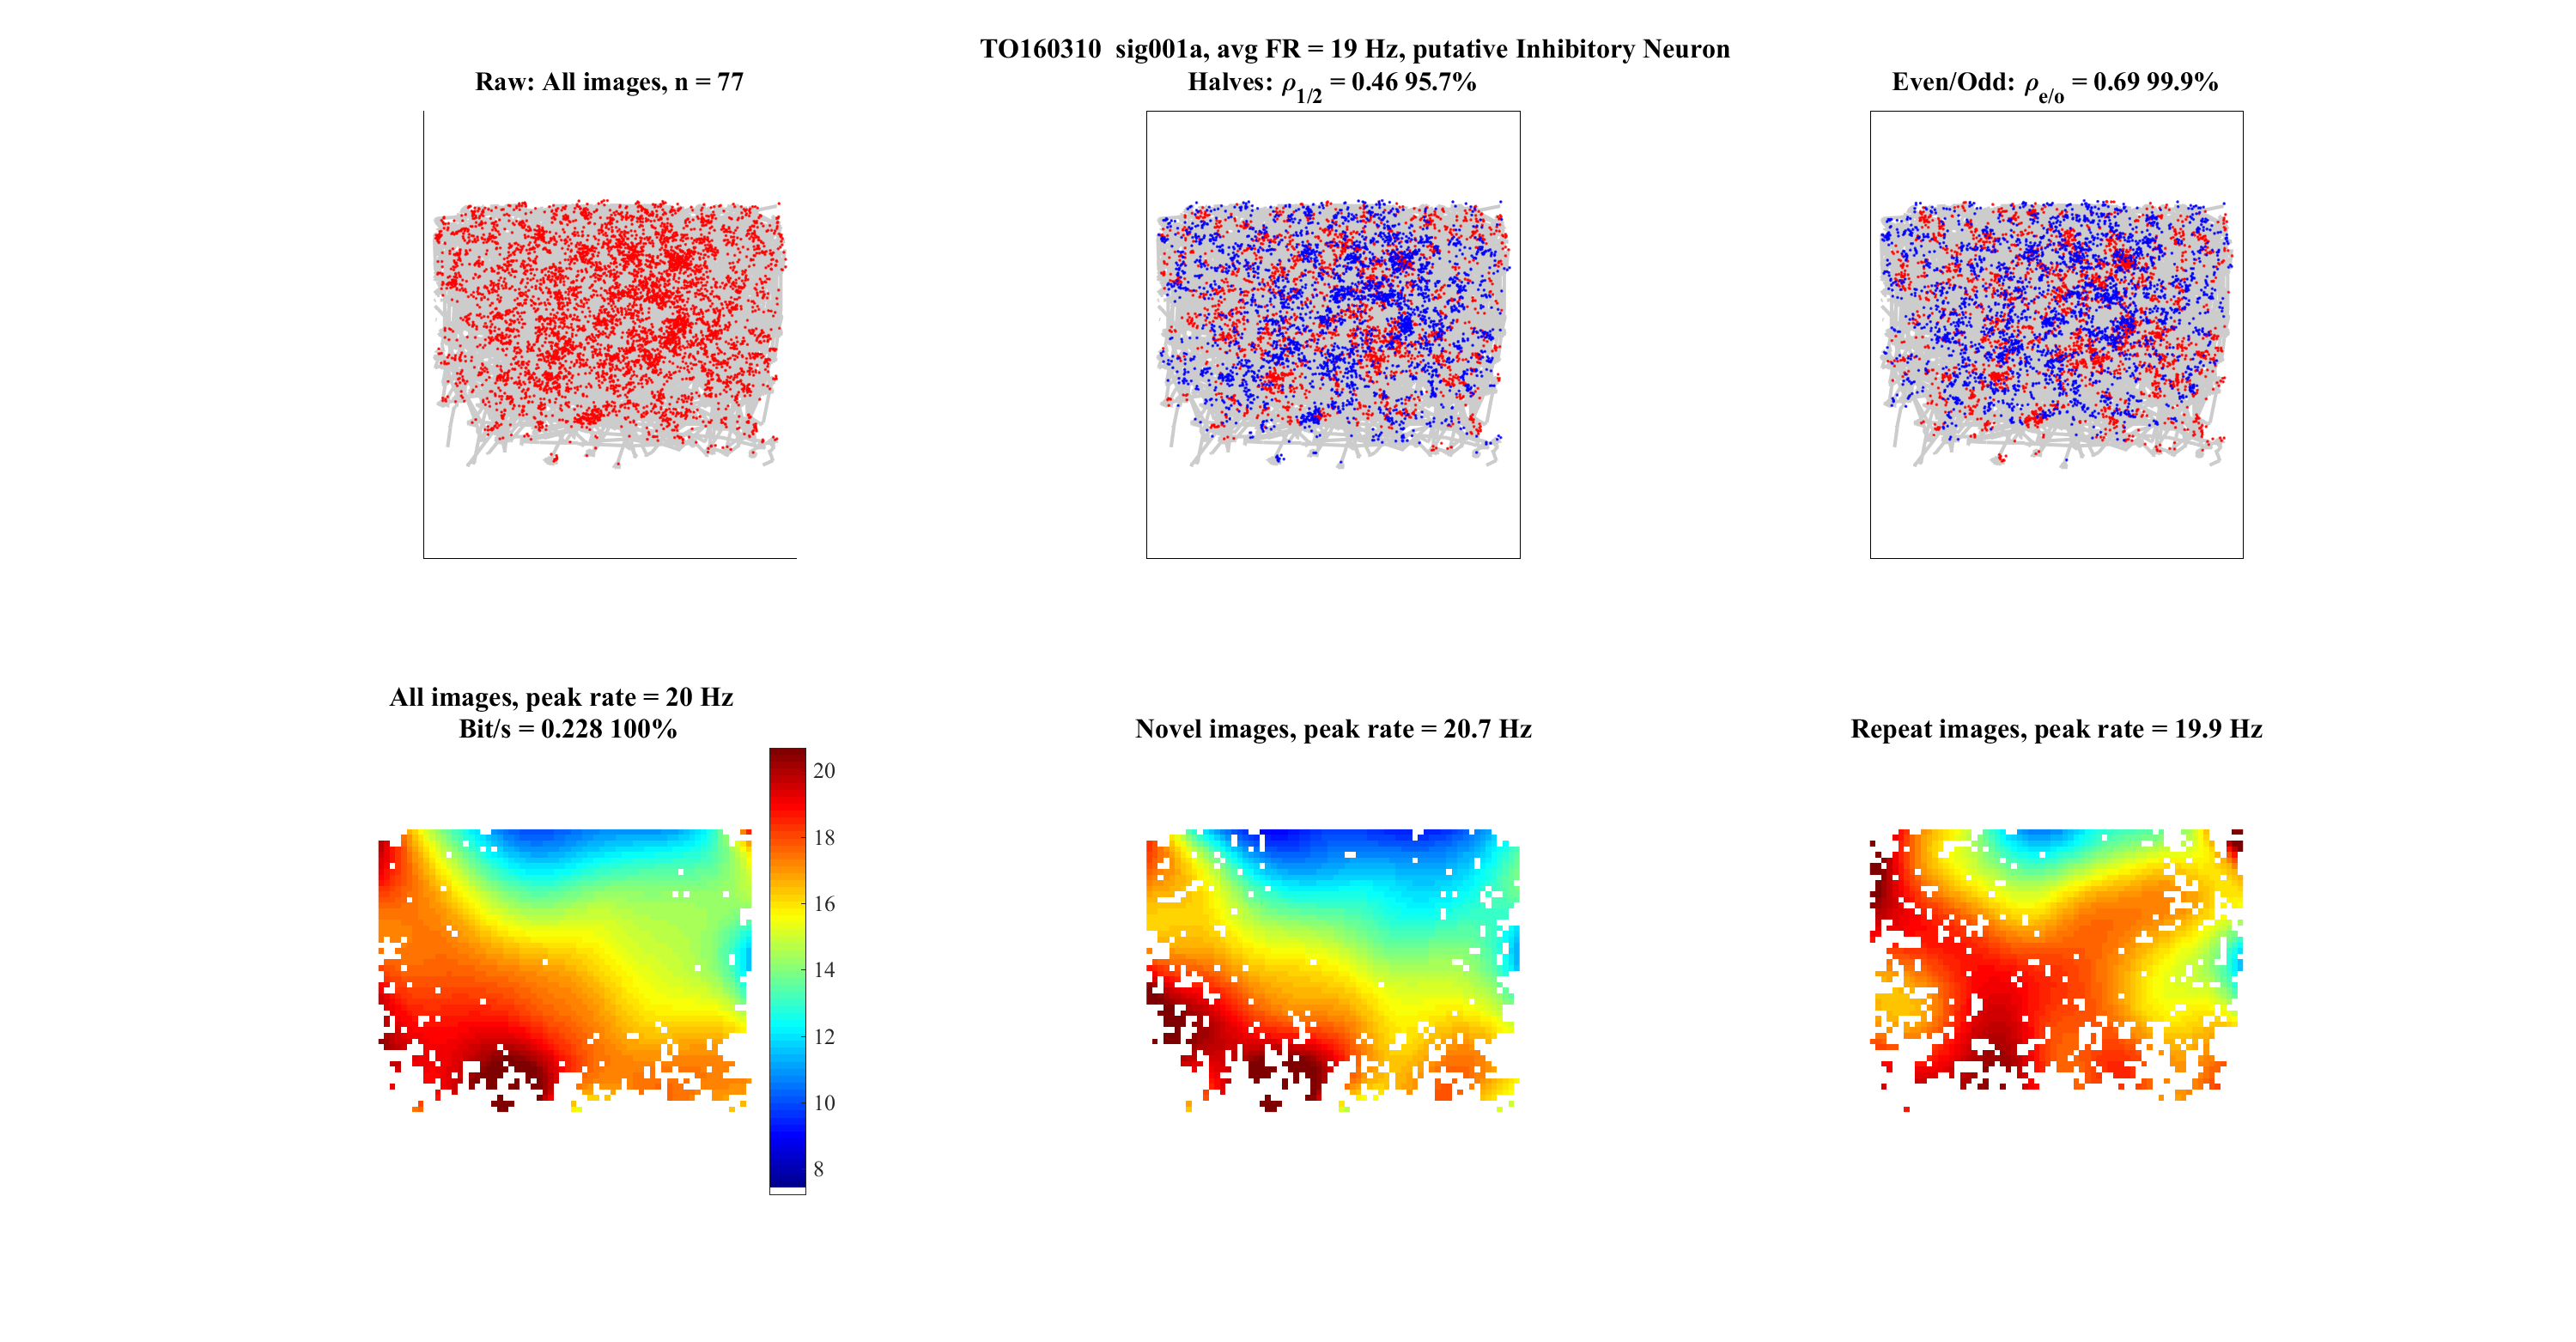 TO160310  sig001a, avg FR = 19 Hz, putative Inhibitory Neuron
Raw: All images, n = 77
Halves: ρ1/2 = 0.46 95.7%
Even/Odd: ρe/o = 0.69 99.9%
All images, peak rate = 20 Hz
Bit/s = 0.228 100%
Novel images, peak rate = 20.7 Hz
Repeat images, peak rate = 19.9 Hz
20
18
16
14
12
10
8